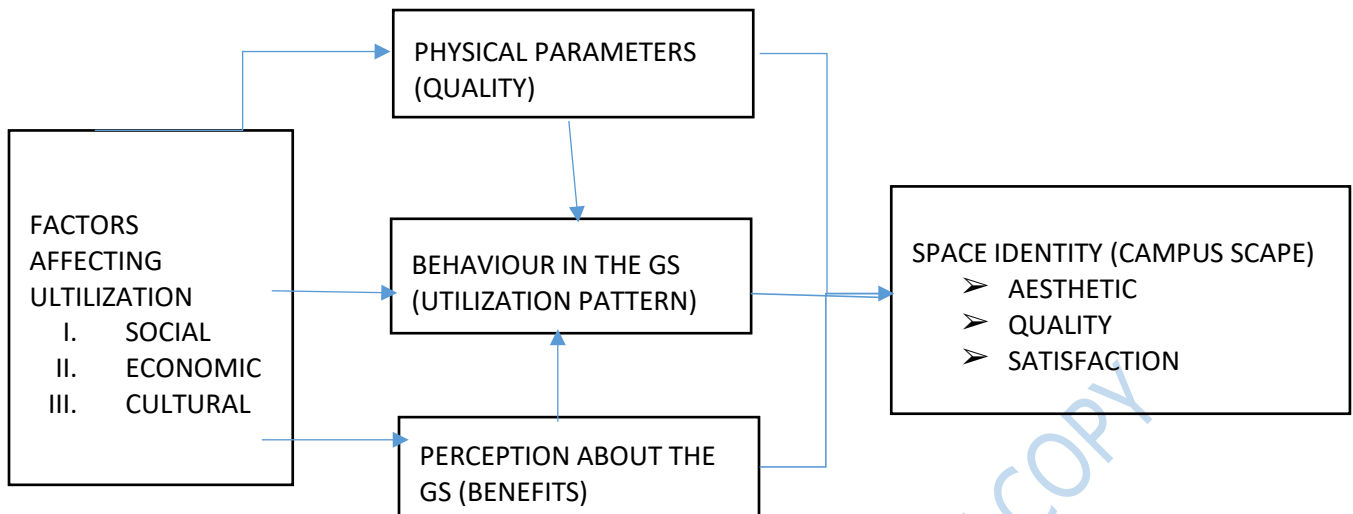 PHYSICAL PARAMETERS
(QUALITY)
FACTORS
AFFECTING
ULTILIZATION
I. SOCIAL
II. ECONOMIC
III. CULTURAL
BEHAVIOUR IN THE GS
(UTILIZATION PATTERN)
PERCEPTION ABOUT THE
GS (BENEFITS)
SPACE IDENTITY (CAMPUS SCAPE)
➢ AESTHETIC
➢ QUALITY
➢ SATISFACTION
COPY